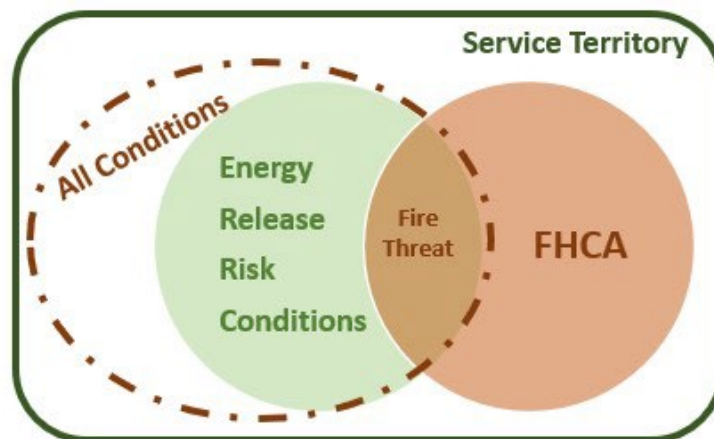 Service Territory
All Conditions
Energy
Release
Risk
Conditions
Fire
Threat
FHCA